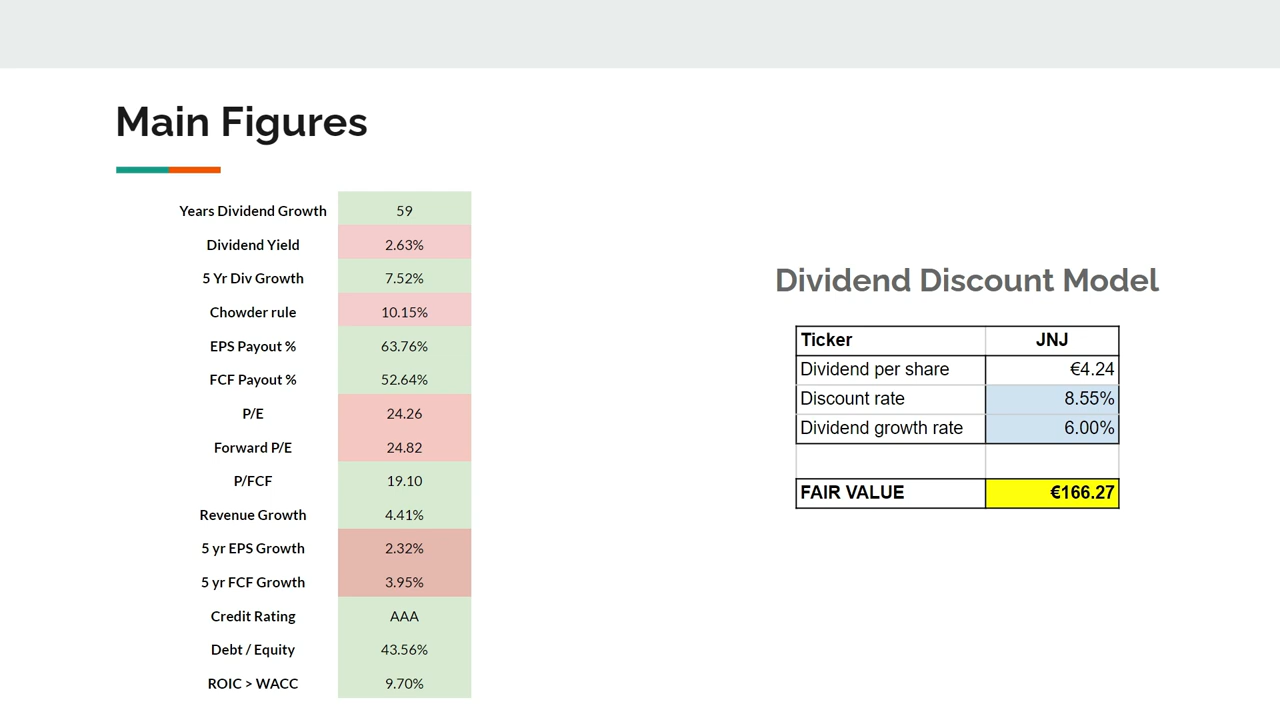 Main Figures
Years Dividend Growth 59
Dividend Yield 2.63%
5 Yr Div Growth 7.52%
Chowder rule 10.15%
EPS Payout % 63.76%
FCF Payout % 52.64%
P/E 24.26
Forward P/E 24.82
P/FCF 19.10
Revenue Growth 4.41%
5 yr EPS Growth 2.32%
5 yr FCF Growth 3.95%
Credit Rating AAA
Debt / Equity 43.56%
ROIC > WACC 9.70%
Dividend Discount Model
Ticker JNJ
Dividend per share €4.24
Discount rate 8.55%
Dividend growth rate 6.00%
FAIR VALUE €166.27